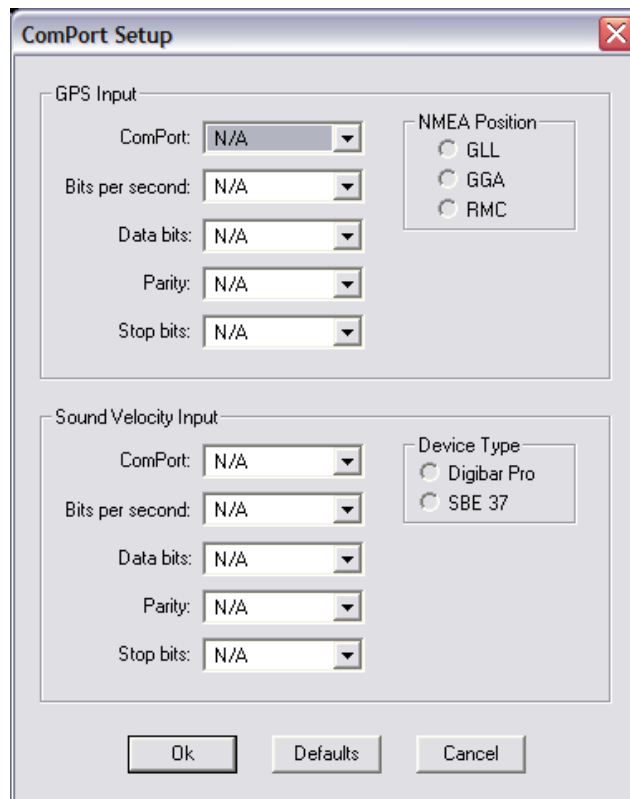 ComPort Setup
GPS Input
ComPort: N/A
Bits per second: N/A
Data bits: N/A
Parity: N/A
Stop bits: N/A
NMEA Position
GLL
GGA
RMC
Sound Velocity Input
ComPort: N/A
Bits per second: N/A
Data bits: N/A
Parity: N/A
Stop bits: N/A
Device Type
Digibar Pro
SBE 37
Ok Defaults Cancel